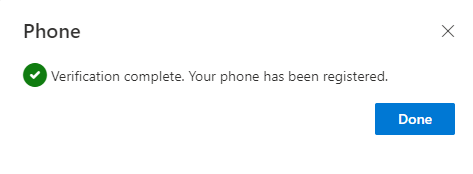 Phone
Verification complete. Your phone has been registered.
Done